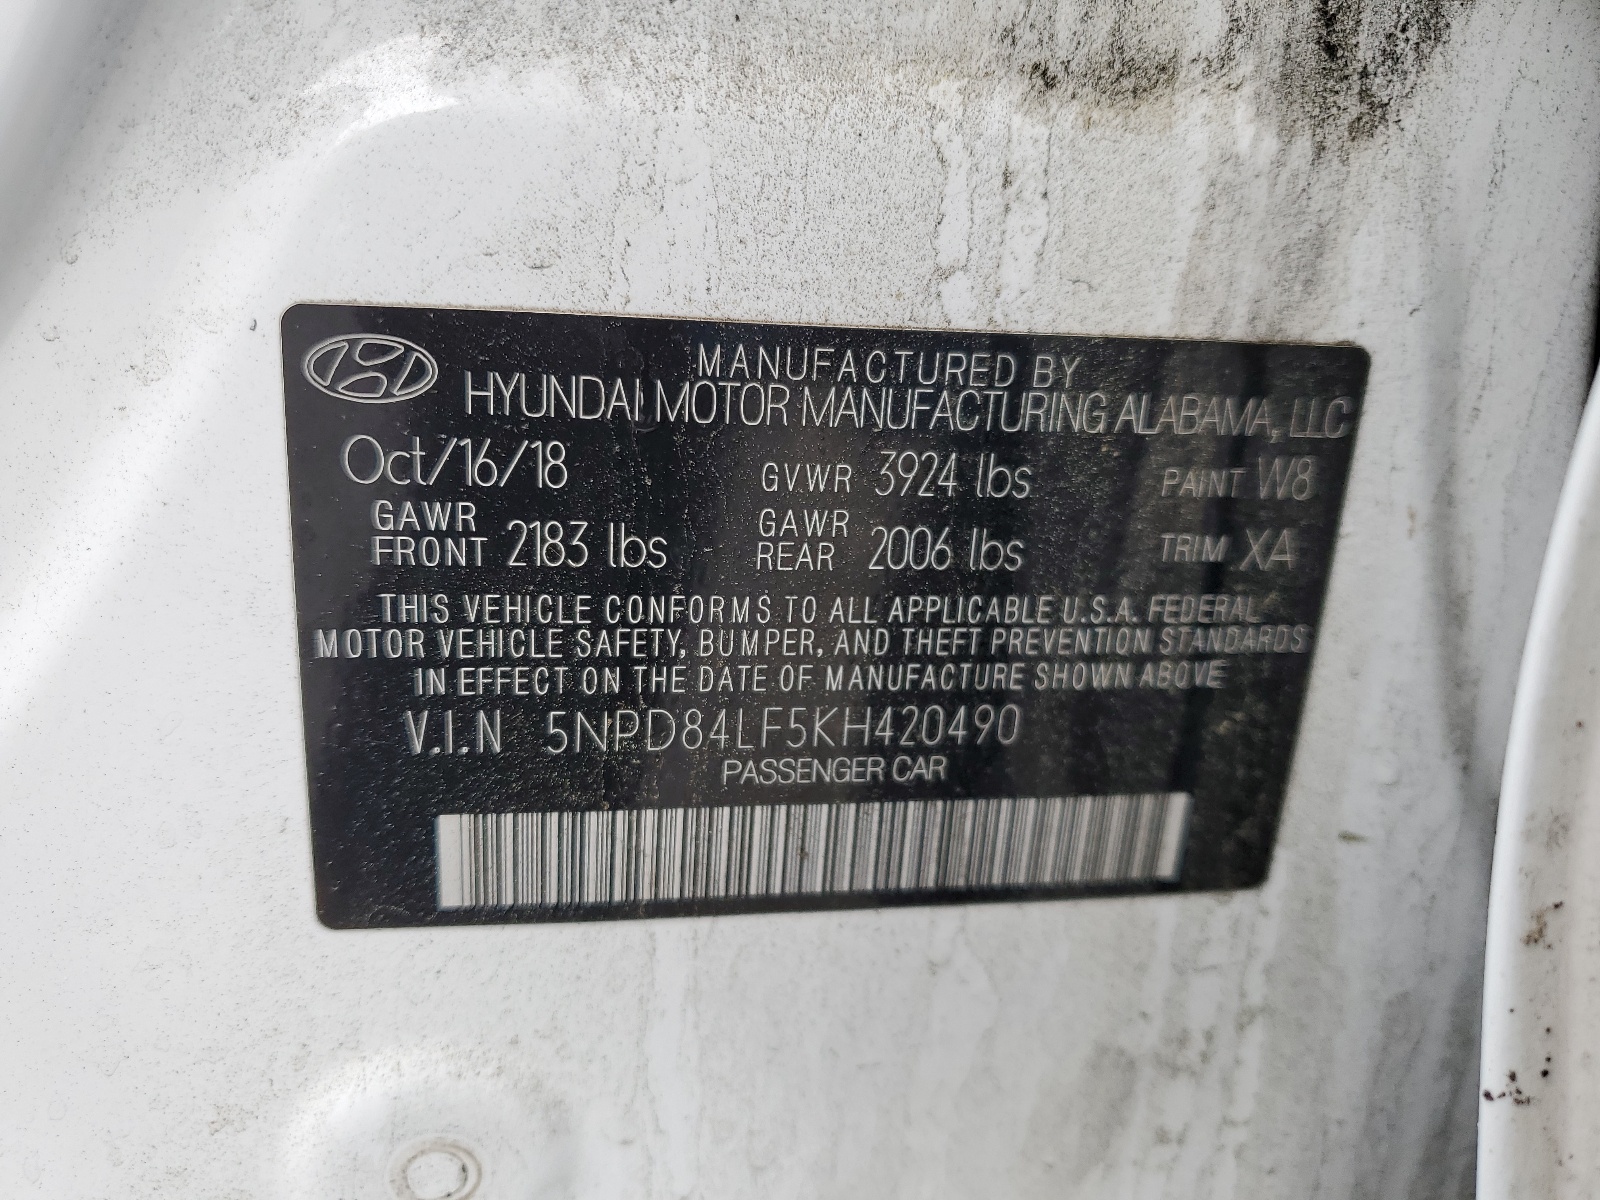 MANUFACTURED BY
HYUNDAI MOTOR MANUFACTURING ALABAMA, LLC
Oct/16/18 GVWR 3924 lbs PAINT W8
GAWR FRONT 2183 lbs GAWR REAR 2006 lbs TRIM XA
THIS VEHICLE CONFORMS TO ALL APPLICABLE U.S.A. FEDERAL
MOTOR VEHICLE SAFETY, BUMPER, AND THEFT PREVENTION STANDARDS
IN EFFECT ON THE DATE OF MANUFACTURE SHOWN ABOVE
V.I.N 5NPD84LF5KH420490
PASSENGER CAR